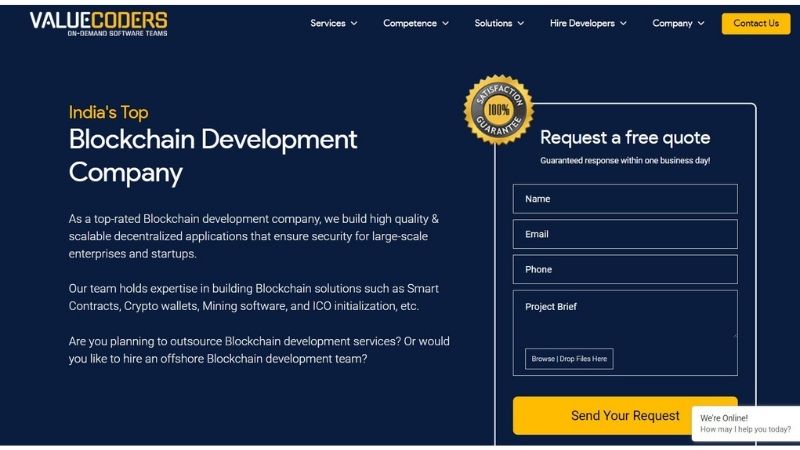 VALUECODERS
ON-DEMAND SOFTWARE TEAMS
Services
Competence
Solutions
Hire Developers
Company
Contact Us
India's Top
Blockchain Development
Company
As a top-rated Blockchain development company, we build high quality &
scalable decentralized applications that ensure security for large-scale
enterprises and startups.
Our team holds expertise in building Blockchain solutions such as Smart
Contracts, Crypto wallets, Mining software, and ICO initialization, etc.
Are you planning to outsource Blockchain development services? Or would
you like to hire an offshore Blockchain development team?
SATISFACTION
100%
GUARANTEE
Request a free quote
Guaranteed response within one business day!
Name
Email
Phone
Project Brief
Browse | Drop Files Here
Send Your Request
We're Online!
How may I help you today?